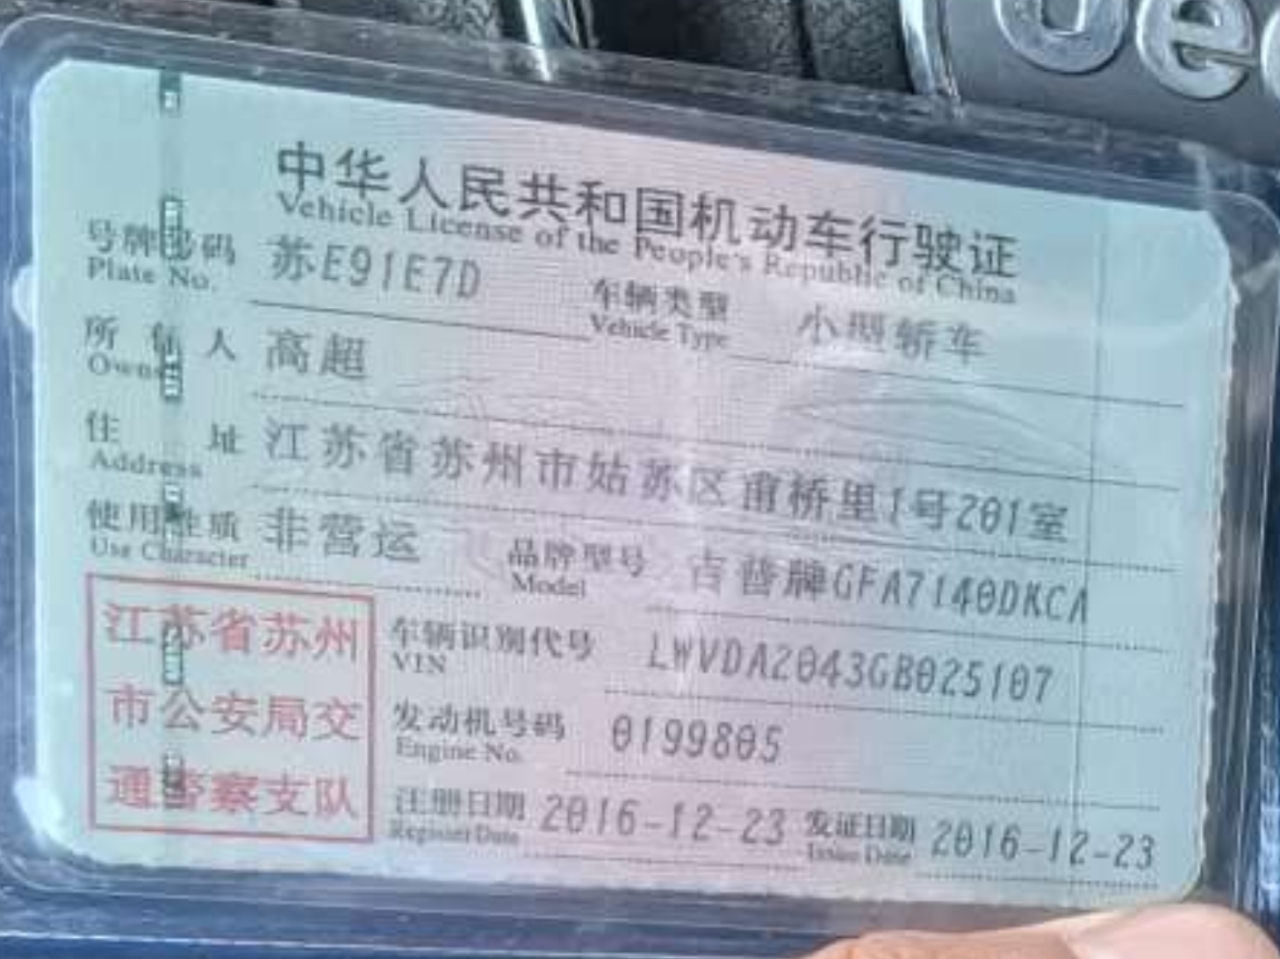 中华人民共和国机动车行驶证
Vehicle License of the People's Republic of China
号牌号码 苏E91E7D 车辆类型 小型轿车
Plate No. Vehicle Type
所有人 高超
Owner
住址 江苏省苏州市姑苏区甫桥里1号201室
Address
使用性质 非营运 品牌型号 吉普牌GFA7140DKCA
Use Character Model
江苏省苏州
市公安局交
通警察支队
车辆识别代号 LWVDA2043GB025107
VIN
发动机号码 0199805
Engine No.
注册日期 2016-12-23 发证日期 2016-12-23
Register Date Issue Date